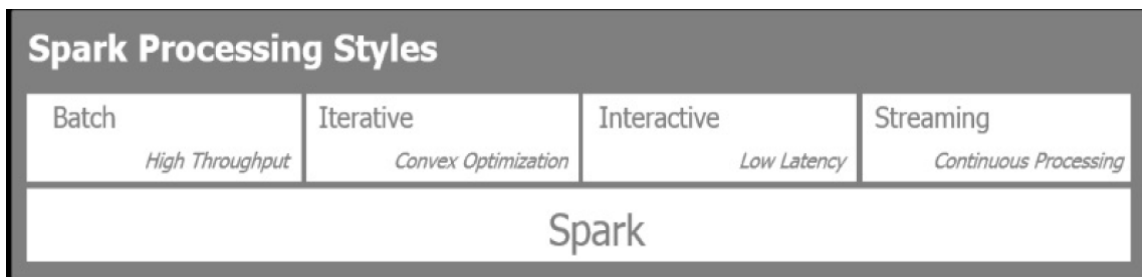 Spark Processing Styles
Batch
High Throughput
Iterative
Convex Optimization
Interactive
Low Latency
Streaming
Continuous Processing
Spark